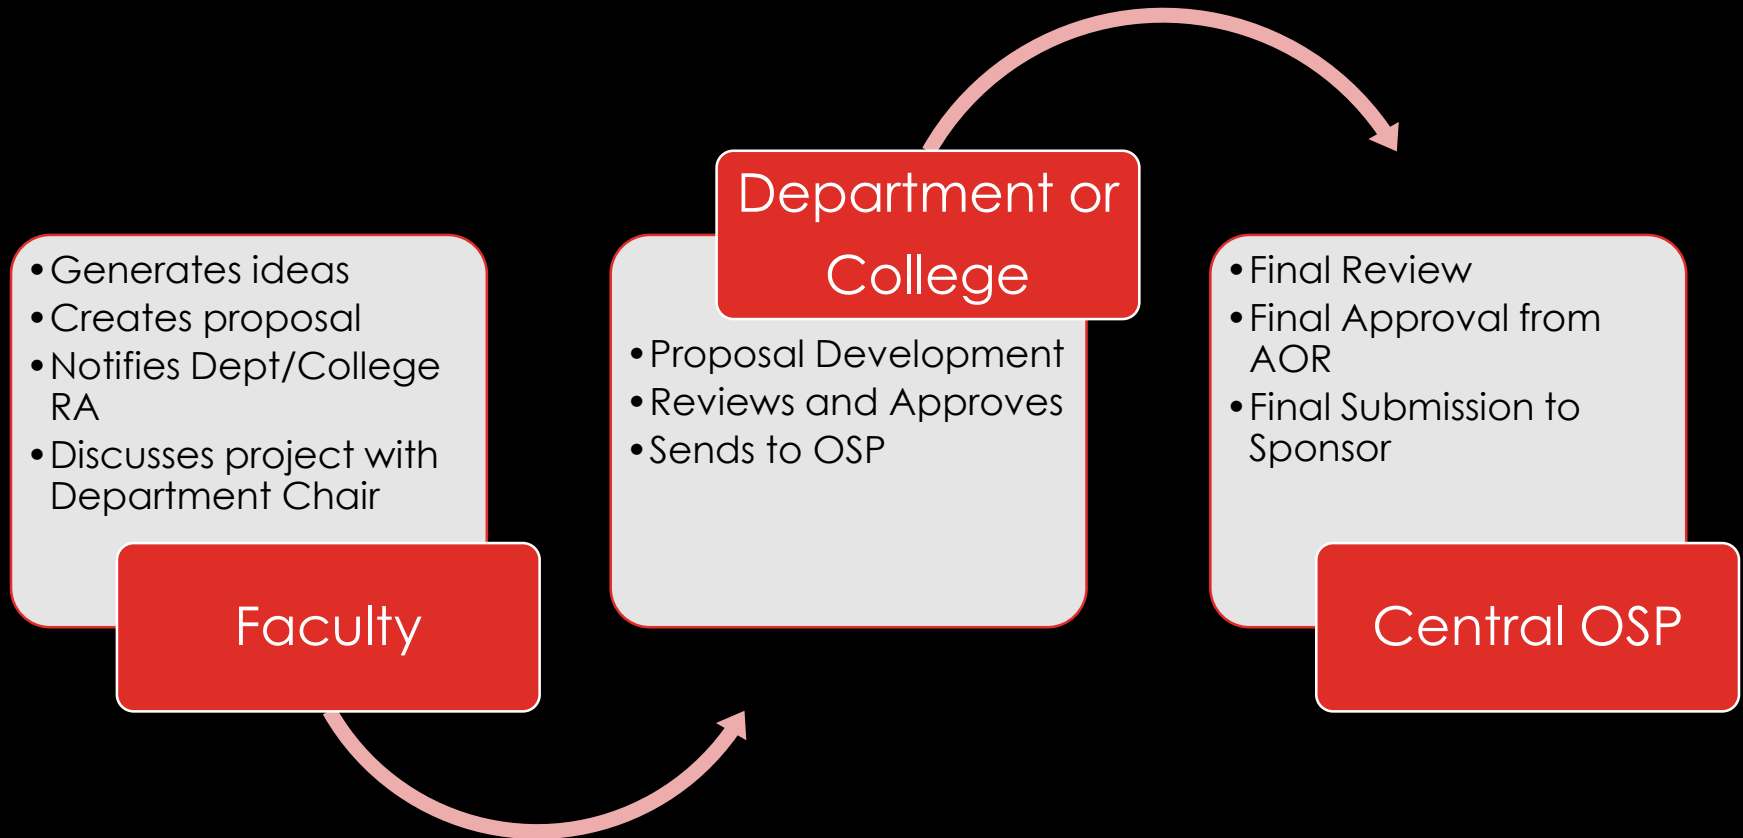 •Generates ideas
•Creates proposal
•Notifies Dept/College
RA
•Discusses project with
Department Chair
Faculty
Department or
College
•Proposal Development
•Reviews and Approves
•Sends to OSP
•Final Review
•Final Approval from
AOR
•Final Submission to
Sponsor
Central OSP